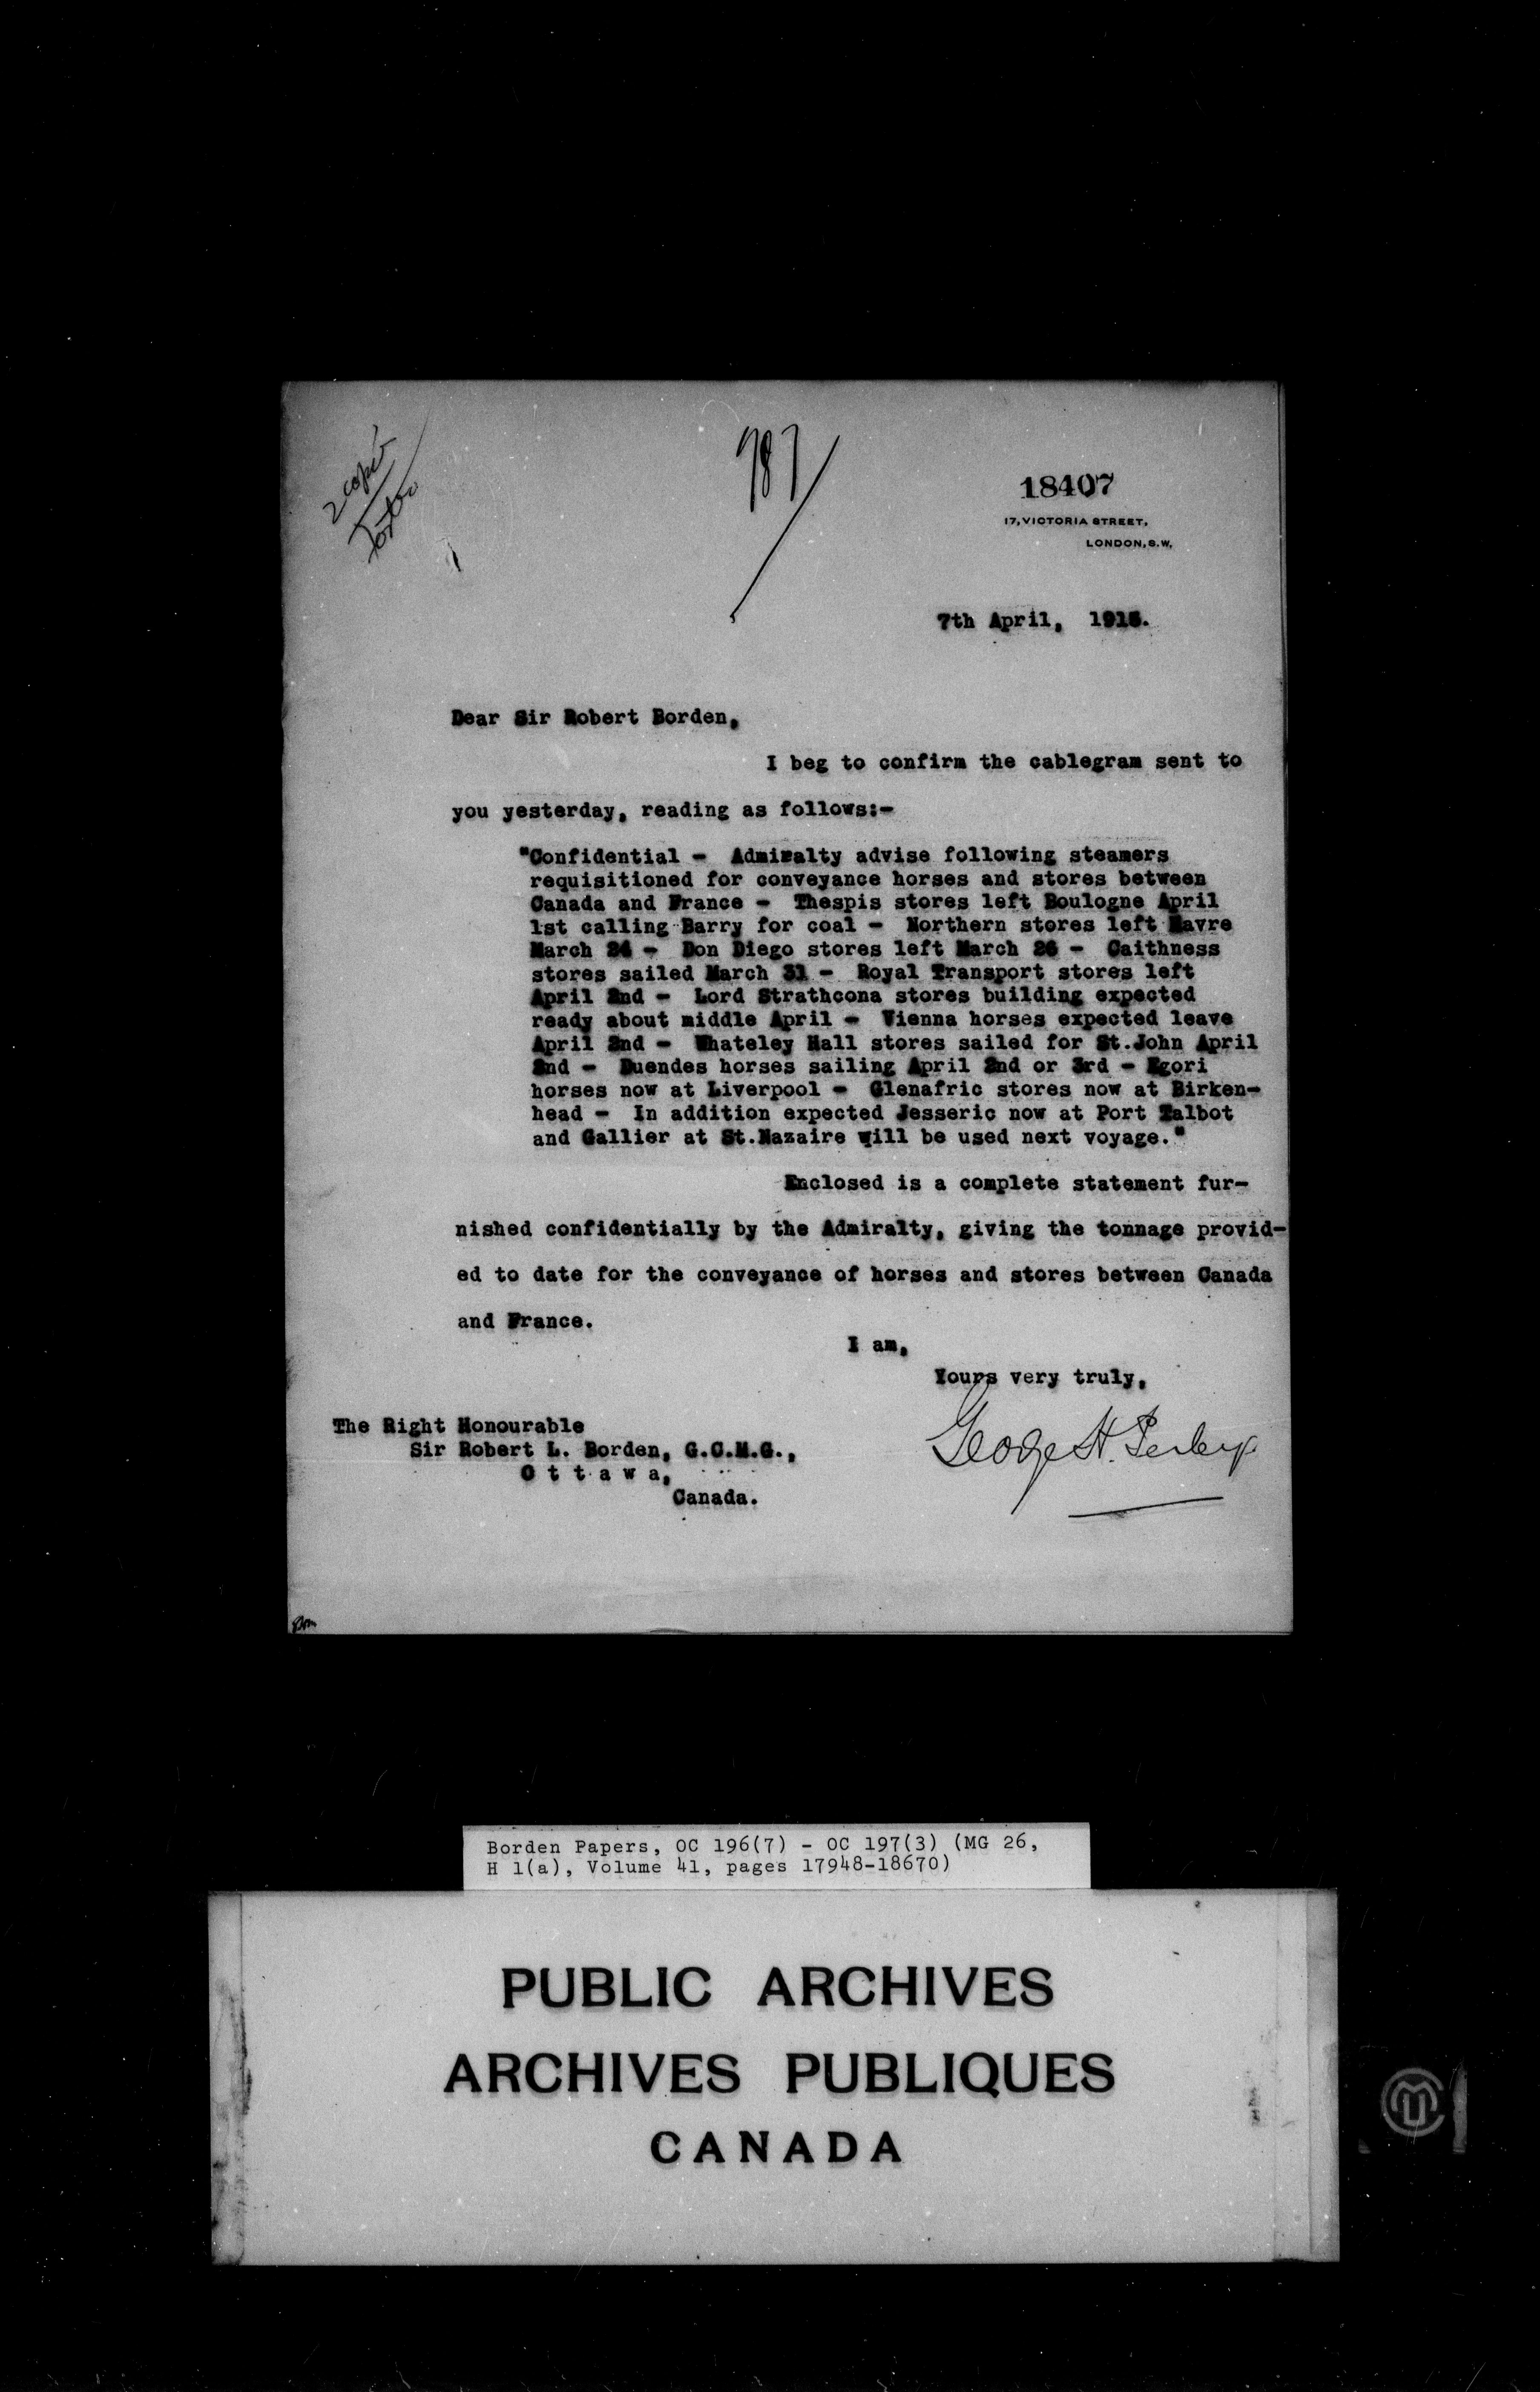 2 copies
787
18407
17, VICTORIA STREET,
LONDON, S.W.
7th April, 1915.
Dear Sir Robert Borden,
I beg to confirm the cablegram sent to
you yesterday, reading as follows:-
"Confidential - Admiralty advise following steamers
requisitioned for conveyance horses and stores between
Canada and France - Thespis stores left Boulogne April
1st calling Barry for coal - Northern stores left Havre
March 24 - Don Diego stores left March 26 - Caithness
stores sailed March 31 - Royal Transport stores left
April 2nd - Lord Strathcona stores building expected
ready about middle April - Vienna horses expected leave
April 2nd - Whateley Hall stores sailed for St.John April
2nd - Duendes horses sailing April 2nd or 3rd - Egori
horses now at Liverpool - Glenafric stores now at Birken-
head - In addition expected Jesseric now at Port Talbot
and Gallier at St.Nazaire will be used next voyage."
Enclosed is a complete statement fur-
nished confidentially by the Admiralty, giving the tonnage provid-
ed to date for the conveyance of horses and stores between Canada
and France.
I am,
Yours very truly,
George H. Perley
The Right Honourable
Sir Robert L. Borden, G.C.M.G.,
O t t a w a,
Canada.
Borden Papers, OC 196(7) - OC 197(3) (MG 26,
H 1(a), Volume 41, pages 17948-18670)
PUBLIC ARCHIVES
ARCHIVES PUBLIQUES
CANADA